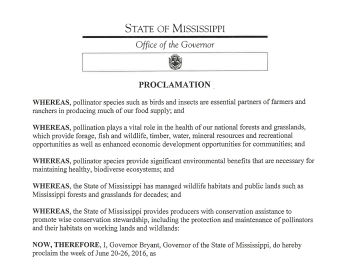 STATE OF MISSISSIPPI
Office of the Governor
PROCLAMATION
WHEREAS, pollinator species such as birds and insects are essential partners of farmers and
ranchers in producing much of our food supply; and
WHEREAS, pollination plays a vital role in the health of our national forests and grasslands,
which provide forage, fish and wildlife, timber, water, mineral resources and recreational
opportunities as well as enhanced economic development opportunities for communities; and
WHEREAS, pollinator species provide significant environmental benefits that are necessary for
maintaining healthy, biodiverse ecosystems; and
WHEREAS, the State of Mississippi has managed wildlife habitats and public lands such as
Mississippi forests and grasslands for decades; and
WHEREAS, the State of Mississippi provides producers with conservation assistance to
promote wise conservation stewardship, including the protection and maintenance of pollinators
and their habitats on working lands and wildlands:
NOW, THEREFORE, I, Governor Bryant, Governor of the State of Mississippi, do hereby
proclaim the week of June 20-26, 2016, as